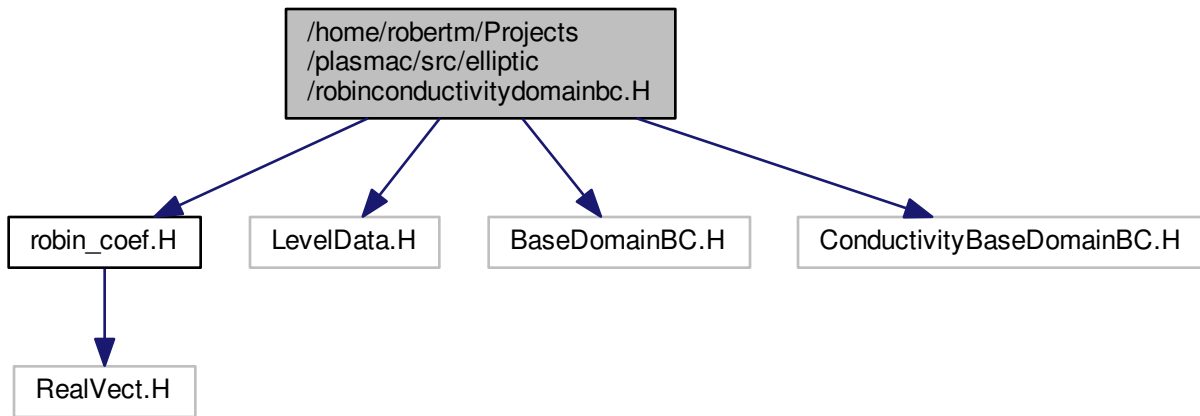 /home/robertm/Projects
/plasmac/src/elliptic
/robinconductivitydomainbc.H
robin_coef.H
LevelData.H
BaseDomainBC.H
ConductivityBaseDomainBC.H
RealVect.H